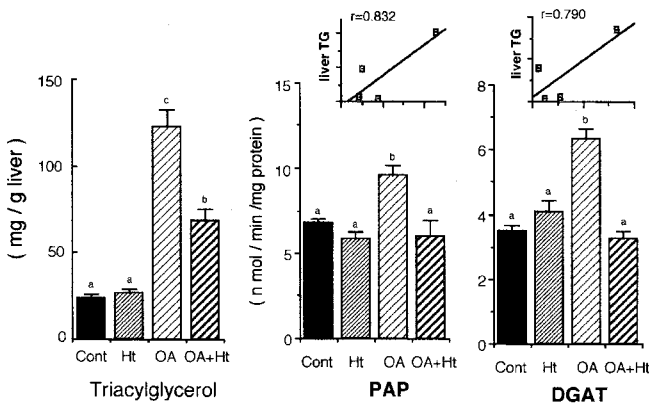 r=0.832
liver TG
r=0.790
liver TG
150
100
50
0
( mg / g liver )
c
b
a
a
Cont Ht OA OA+Ht
Triacylglycerol
15
10
5
0
( n mol / min /mg protein )
a
a
b
a
Cont Ht OA OA+Ht
PAP
8
6
4
2
0
a
a
b
a
Cont Ht OA OA+Ht
DGAT